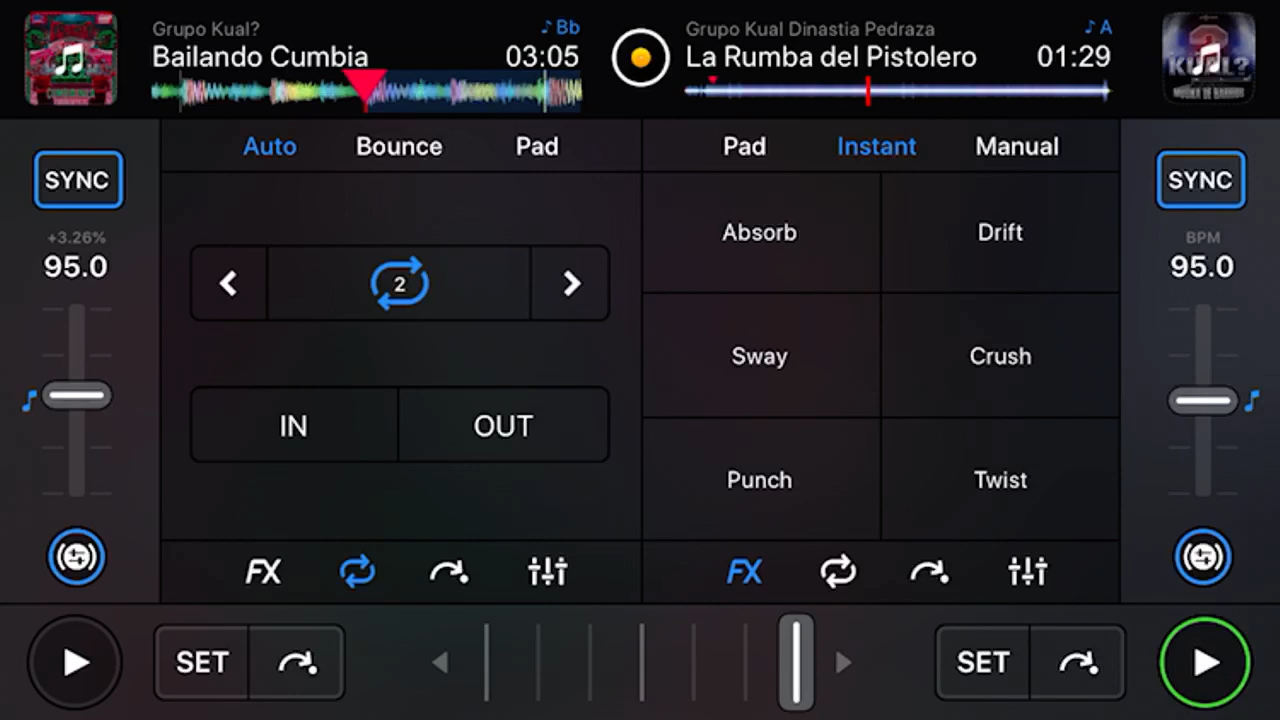 Grupo Kual?
Bb
Bailando Cumbia
03:05
Grupo Kual Dinastia Pedraza
A
La Rumba del Pistolero
01:29
KUAL?
SYNC
+3.26%
95.0
Auto
Bounce
Pad
2
IN
OUT
FX
Pad
Instant
Manual
Absorb
Drift
Sway
Crush
Punch
Twist
FX
SYNC
BPM
95.0
SET
SET